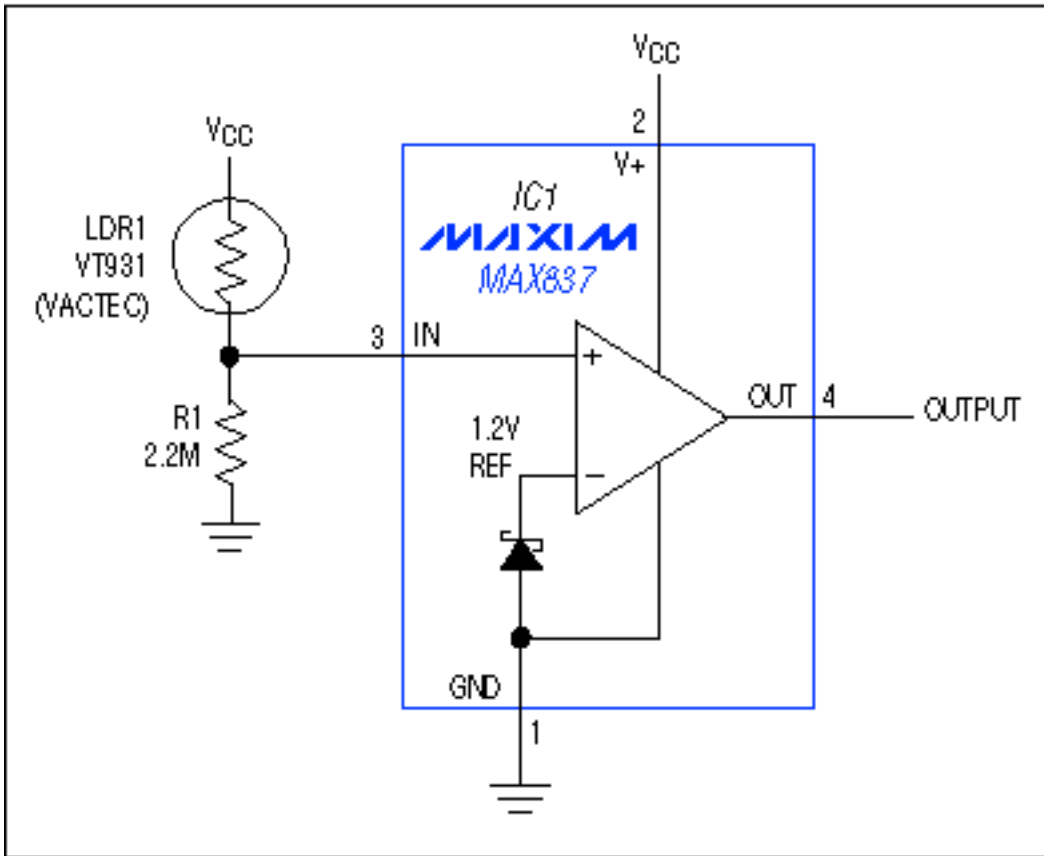 VCC
2
V+
VCC
LDR1
VT931
(VACTEC)
IC1
MAXIM
MAX837
3
IN
R1
2.2M
1.2V
REF
OUT
4
OUTPUT
GND
1
+
−